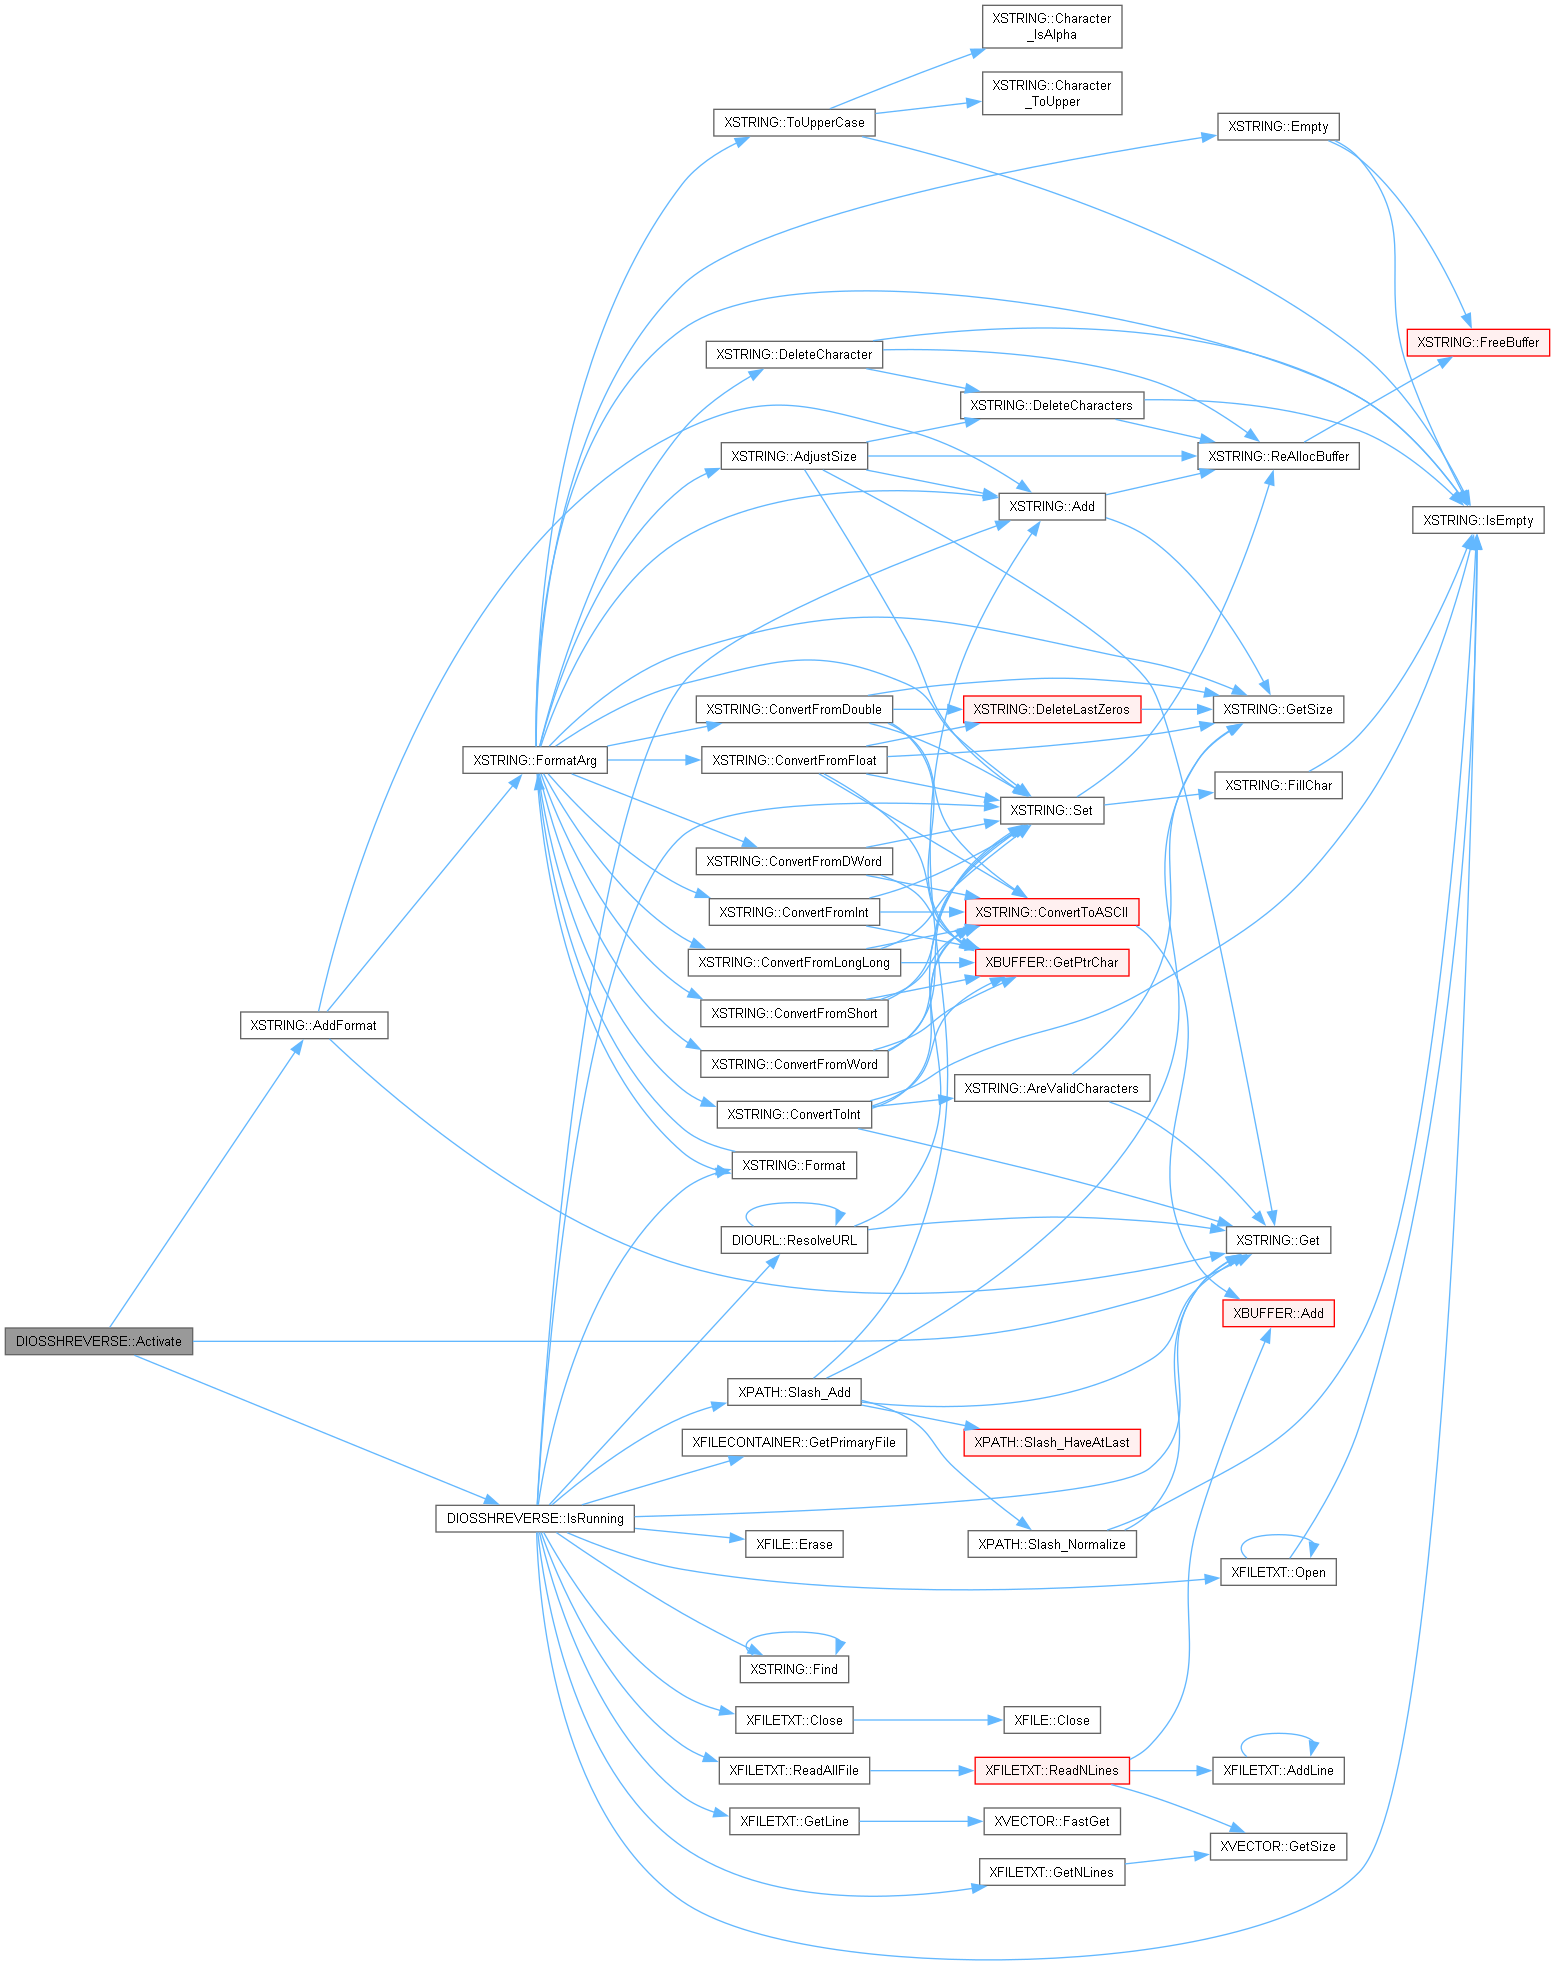 XSTRING::Character
_IsAlpha
XSTRING::Character
_ToUpper
XSTRING::ToUpperCase
XSTRING::Empty
XSTRING::FreeBuffer
XSTRING::DeleteCharacter
XSTRING::DeleteCharacters
XSTRING::AdjustSize
XSTRING::ReAllocBuffer
XSTRING::Add
XSTRING::IsEmpty
XSTRING::ConvertFromDouble
XSTRING::DeleteLastZeros
XSTRING::GetSize
XSTRING::FormatArg
XSTRING::ConvertFromFloat
XSTRING::FillChar
XSTRING::Set
XSTRING::ConvertFromDWord
XSTRING::ConvertFromInt
XSTRING::ConvertToASCII
XSTRING::ConvertFromLongLong
XBUFFER::GetPtrChar
XSTRING::ConvertFromShort
XSTRING::AddFormat
XSTRING::ConvertFromWord
XSTRING::AreValidCharacters
XSTRING::ConvertToInt
XSTRING::Format
DIOURL::ResolveURL
XSTRING::Get
XBUFFER::Add
DIOSSHREVERSE::Activate
XPATH::Slash_Add
XFILECONTAINER::GetPrimaryFile
XPATH::Slash_HaveAtLast
DIOSSHREVERSE::IsRunning
XFILE::Erase
XPATH::Slash_Normalize
XFILETXT::Open
XSTRING::Find
XFILETXT::Close
XFILE::Close
XFILETXT::ReadAllFile
XFILETXT::ReadNLines
XFILETXT::AddLine
XFILETXT::GetLine
XVECTOR::FastGet
XVECTOR::GetSize
XFILETXT::GetNLines